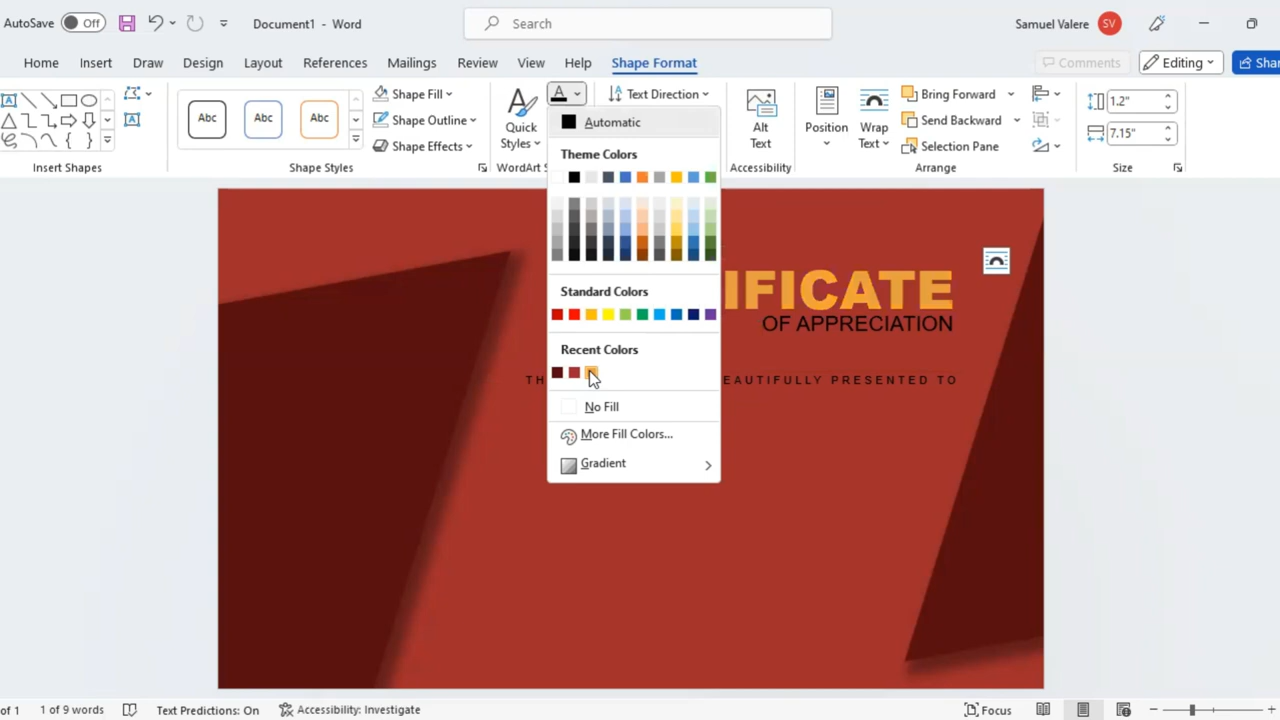 AutoSave Off Document1 - Word Search Samuel Valere SV
Home Insert Draw Design Layout References Mailings Review View Help Shape Format Comments Editing
Abc Abc Abc
Shape Fill
Shape Outline
Shape Effects
Quick
Styles
A
Text Direction
Alt
Text
Position
Wrap
Text
Bring Forward
Send Backward
Selection Pane
1.2"
7.15"
Insert Shapes Shape Styles WordArt Accessibility Arrange Size
Automatic
Theme Colors
Standard Colors
Recent Colors
No Fill
More Fill Colors...
Gradient
IFICATE
OF APPRECIATION
TH EAUTIFULLY PRESENTED TO
of 1 1 of 9 words Text Predictions: On Accessibility: Investigate Focus